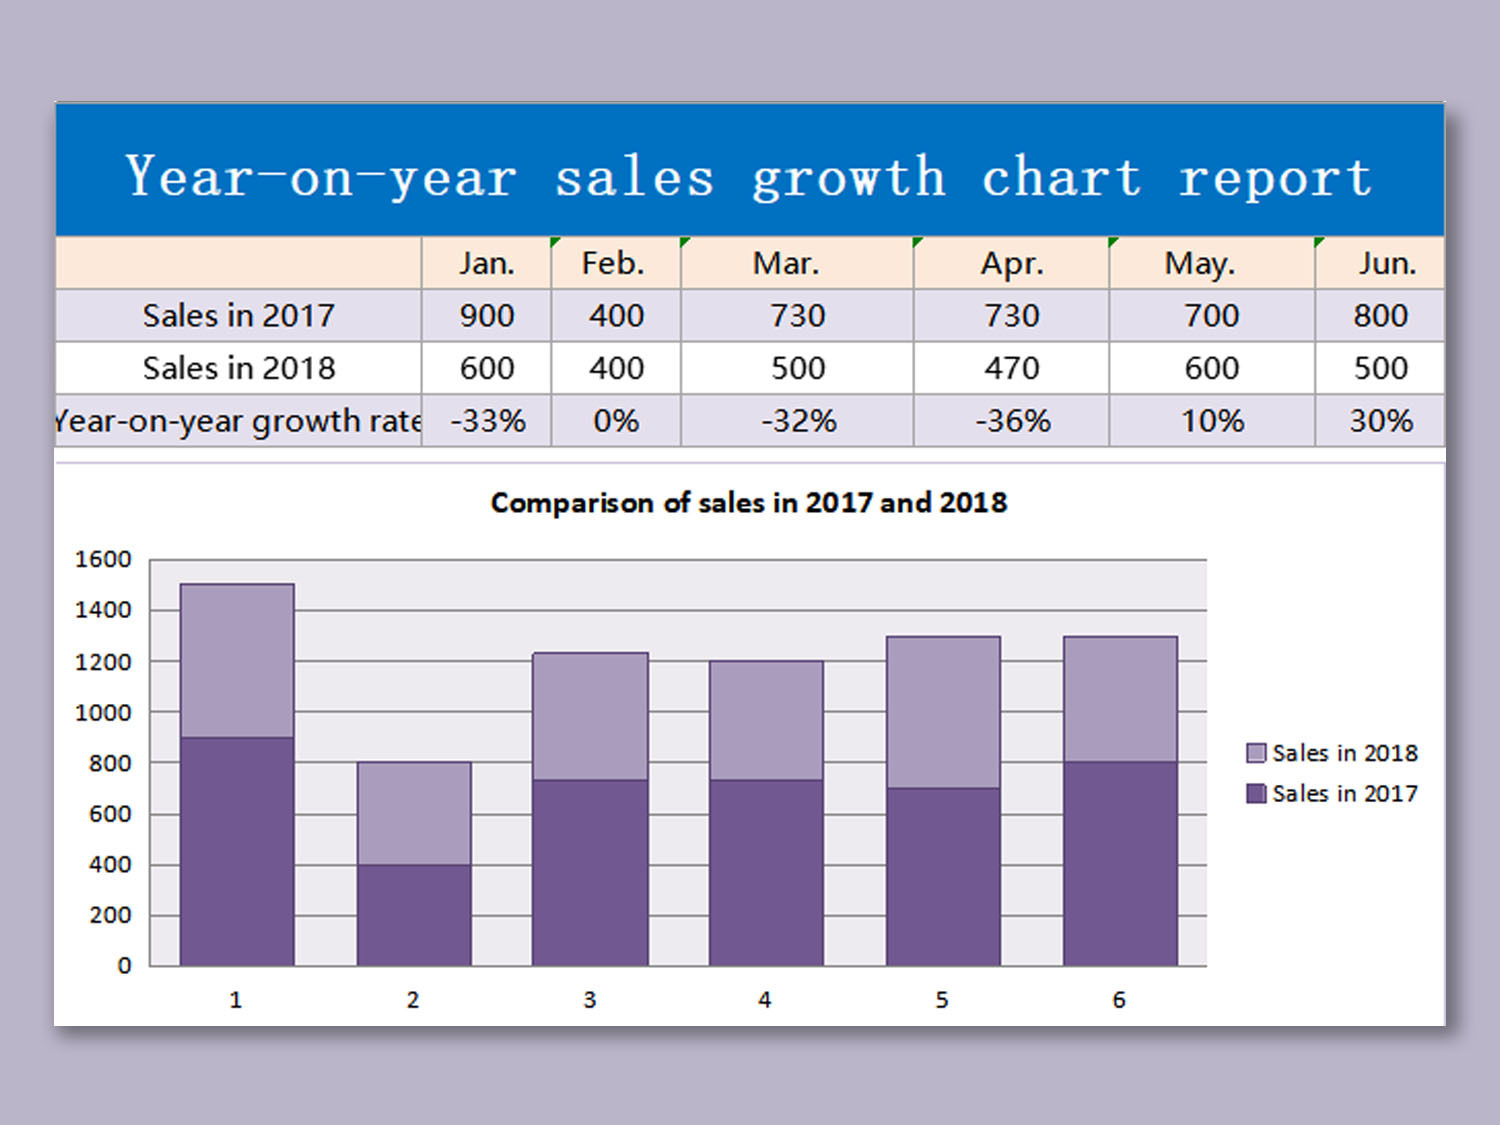 Year-on-year sales growth chart report
Jan. Feb. Mar. Apr. May. Jun.
Sales in 2017 900 400 730 730 700 800
Sales in 2018 600 400 500 470 600 500
Year-on-year growth rate -33% 0% -32% -36% 10% 30%
Comparison of sales in 2017 and 2018
1600
1400
1200
1000
800
600
400
200
0
1 2 3 4 5 6
Sales in 2018
Sales in 2017